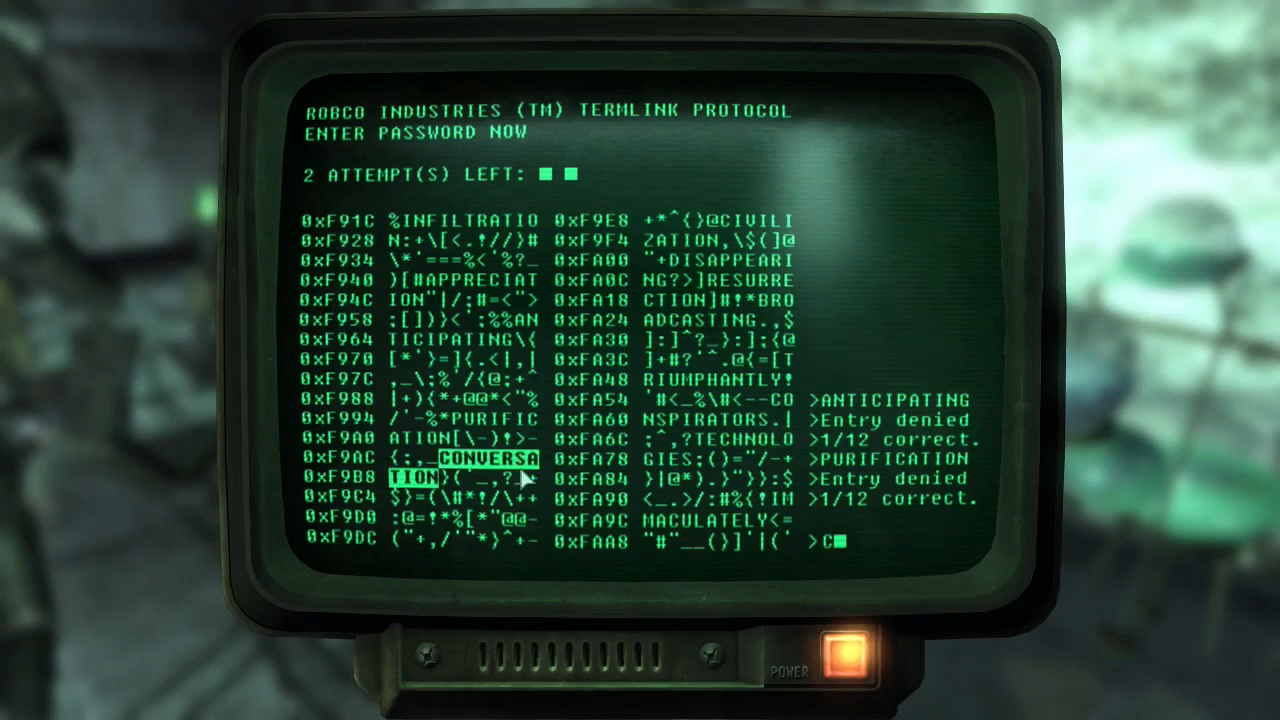 ROBCO INDUSTRIES (TM) TERMLINK PROTOCOL
ENTER PASSWORD NOW
2 ATTEMPT(S) LEFT: ■ ■
0xF91C %INFILTRATIO 0xF9E8 +*^{}@CIVILI
0xF928 N:+\[<.!//}# 0xF9F4 ZATION,\$(]@
0xF934 \*'===%<'%?_ 0xFA00 "+DISAPPEARI
0xF940 )[#APPRECIAT 0xFA0C NG?>]RESURRE
0xF94C ION"|/;#=<"> 0xFA18 CTION]#!*BRO
0xF958 ;[])}<';%%AN 0xFA24 ADCASTING.,$
0xF964 TICIPATING\{ 0xFA30 ]:]^?_}:];{@
0xF970 [*'}=]{.<|,| 0xFA3C ]+#?'^.@{=[T
0xF97C ,_\;%'/{@;+^ 0xFA48 RIUMPHANTLY!
0xF988 |+){*+@@*<"% 0xFA54 '#<_%\#<--CO >ANTICIPATING
0xF994 /'-%*PURIFIC 0xFA60 NSPIRATORS.| >Entry denied
0xF9A0 ATION[\-)!>- 0xFA6C ;^,?TECHNOLO >1/12 correct.
0xF9AC {:,_CONVERSA 0xFA78 GIES;()="/-+ >PURIFICATION
0xF9B8 TION}('_,?_+ 0xFA84 }|@*).}"}}:$ >Entry denied
0xF9C4 $}=(\#*!/\++ 0xFA90 <_.>/:#%{!IM >1/12 correct.
0xF9D0 :@=!*%[*"@@- 0xFA9C MACULATELY<=
0xF9DC ("+,/'"*}^+- 0xFAA8 "#"__(}]'|(' >C■
POWER